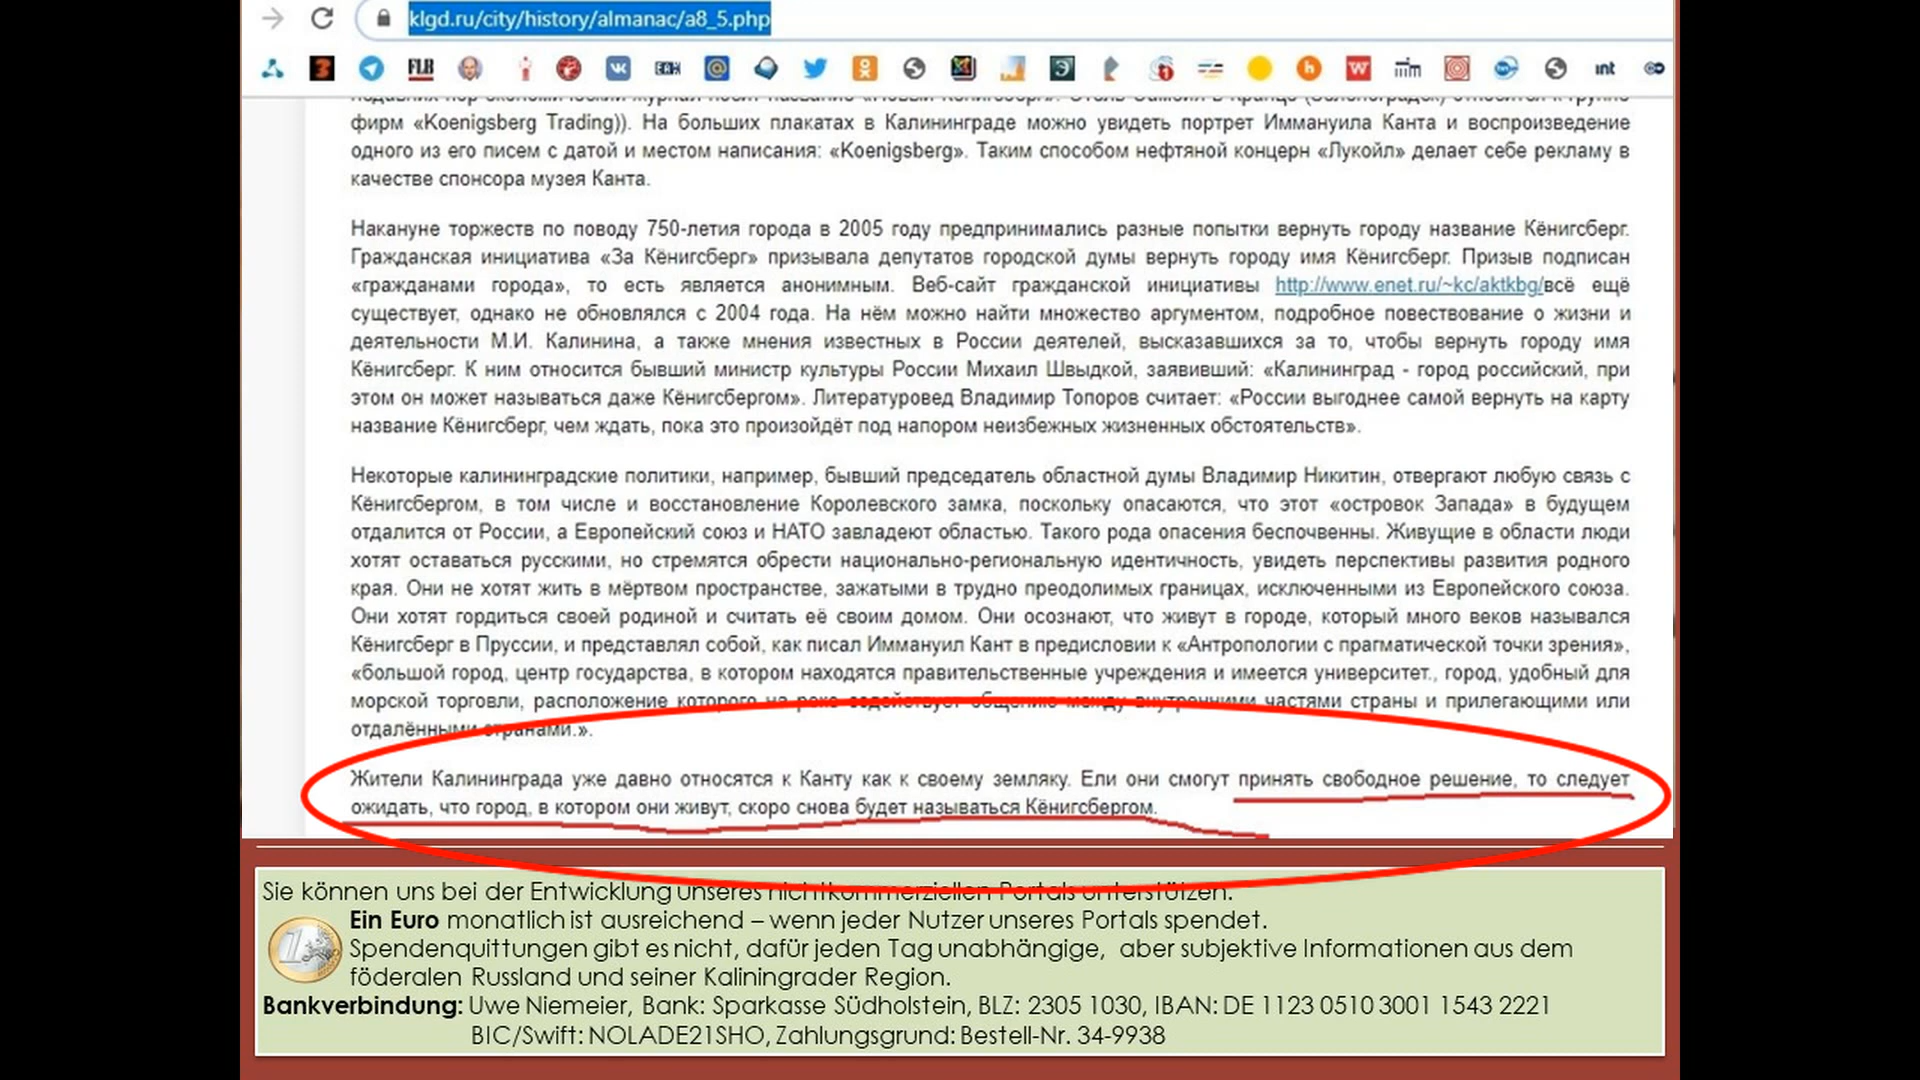 klgd.ru/city/history/almanac/a8_5.php
FLB
фирм «Koenigsberg Trading)). На больших плакатах в Калининграде можно увидеть портрет Иммануила Канта и воспроизведение
одного из его писем с датой и местом написания: «Koenigsberg». Таким способом нефтяной концерн «Лукойл» делает себе рекламу в
качестве спонсора музея Канта.
Накануне торжеств по поводу 750-летия города в 2005 году предпринимались разные попытки вернуть городу название Кёнигсберг.
Гражданская инициатива «За Кёнигсберг» призывала депутатов городской думы вернуть городу имя Кёнигсберг. Призыв подписан
«гражданами города», то есть является анонимным. Веб-сайт гражданской инициативы http://www.enet.ru/~kc/aktkbg/всё ещё
существует, однако не обновлялся с 2004 года. На нём можно найти множество аргументом, подробное повествование о жизни и
деятельности М.И. Калинина, а также мнения известных в России деятелей, высказавшихся за то, чтобы вернуть городу имя
Кёнигсберг. К ним относится бывший министр культуры России Михаил Швыдкой, заявивший: «Калининград - город российский, при
этом он может называться даже Кёнигсбергом». Литературовед Владимир Топоров считает: «России выгоднее самой вернуть на карту
название Кёнигсберг, чем ждать, пока это произойдёт под напором неизбежных жизненных обстоятельств».
Некоторые калининградские политики, например, бывший председатель областной думы Владимир Никитин, отвергают любую связь с
Кёнигсбергом, в том числе и восстановление Королевского замка, поскольку опасаются, что этот «островок Запада» в будущем
отдалится от России, а Европейский союз и НАТО завладеют областью. Такого рода опасения беспочвенны. Живущие в области люди
хотят оставаться русскими, но стремятся обрести национально-региональную идентичность, увидеть перспективы развития родного
края. Они не хотят жить в мёртвом пространстве, зажатыми в трудно преодолимых границах, исключенными из Европейского союза.
Они хотят гордиться своей родиной и считать её своим домом. Они осознают, что живут в городе, который много веков назывался
Кёнигсберг в Пруссии, и представлял собой, как писал Иммануил Кант в предисловии к «Антропологии с прагматической точки зрения»,
«большой город, центр государства, в котором находятся правительственные учреждения и имеется университет., город, удобный для
морской торговли, расположение которого на реке содействует общению между внутренними частями страны и прилегающими или
отдалёнными странами.».
Жители Калининграда уже давно относятся к Канту как к своему земляку. Ели они смогут принять свободное решение, то следует
ожидать, что город, в котором они живут, скоро снова будет называться Кёнигсбергом.
Sie können uns bei der Entwicklung unseres nichtkommerziellen Portals unterstützen.
Ein Euro monatlich ist ausreichend – wenn jeder Nutzer unseres Portals spendet.
Spendenquittungen gibt es nicht, dafür jeden Tag unabhängige, aber subjektive Informationen aus dem
föderalen Russland und seiner Kaliningrader Region.
Bankverbindung: Uwe Niemeier, Bank: Sparkasse Südholstein, BLZ: 2305 1030, IBAN: DE 1123 0510 3001 1543 2221
BIC/Swift: NOLADE21SHO, Zahlungsgrund: Bestell-Nr. 34-9938